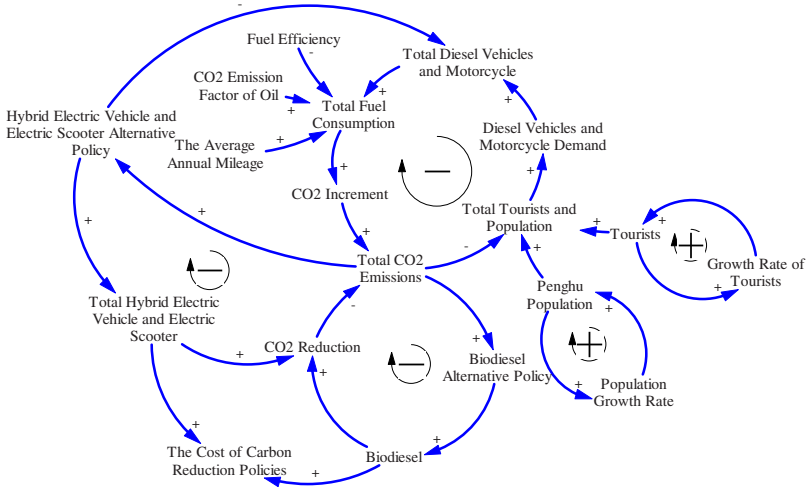 -
Fuel Efficiency
-
Total Diesel Vehicles
and Motorcycle
CO2 Emission
Factor of Oil
+
+
+
Total Fuel
Consumption
Hybrid Electric Vehicle and
Electric Scooter Alternative
Policy
The Average
Annual Mileage
+
Diesel Vehicles and
Motorcycle Demand
+
+
CO2 Increment
Total Tourists and
Population
+
+
+
-
+
Tourists
+
+
+
Growth Rate of
Tourists
Total CO2
Emissions
+
Penghu
Population
Total Hybrid Electric
Vehicle and Electric
Scooter
-
+
+
+
CO2 Reduction
+
Biodiesel
Alternative Policy
+
+
Population
Growth Rate
+
+
The Cost of Carbon
Reduction Policies
+
Biodiesel
+